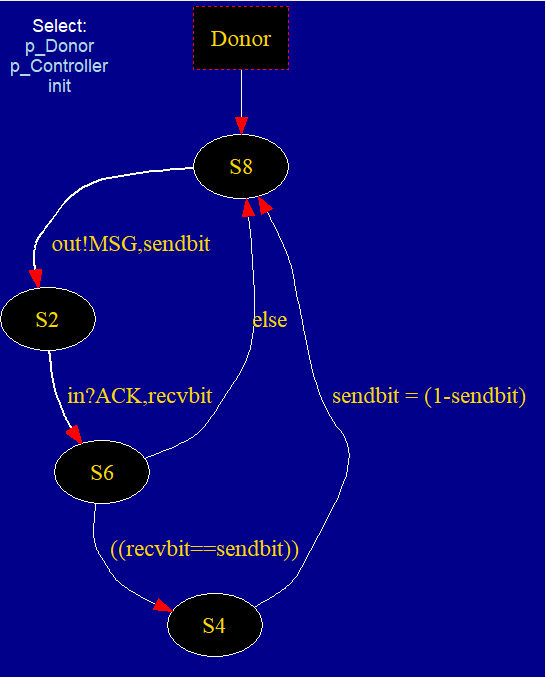 Select:
p_Donor
p_Controller
init
Donor
S8
out!MSG,sendbit
S2
else
in?ACK,recvbit
sendbit = (1-sendbit)
S6
((recvbit==sendbit))
S4